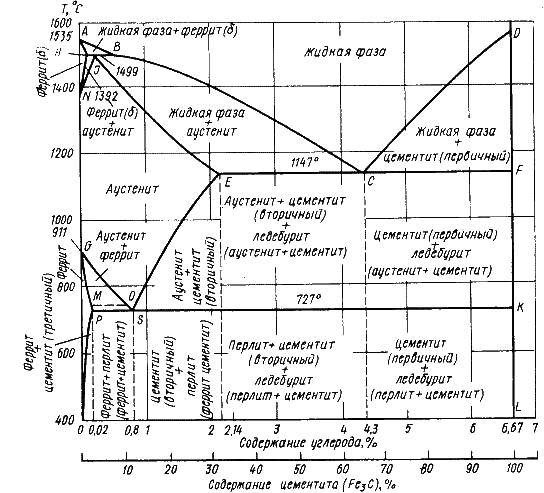 T, °C
1600
1535
A
Жидкая фаза+феррит(δ)
Жидкая фаза
D
H
B
J
1499
Феррит(δ)
1400
N 1392
Феррит(δ)
+
аустенит
Жидкая фаза
+
аустенит
Жидкая фаза
+
цементит(первичный)
1200
1147°
E
C
F
Аустенит
Аустенит+цементит
(вторичный)
+
ледебурит
(аустенит+цементит)
Цементит(первичный)
+
ледебурит
(аустенит+цементит)
1000
911
G
Аустенит
+
феррит
Аустенит
+
цементит
(вторичный)
Феррит
800
M
O
727°
K
P
S
Феррит
+
цементит (третичный)
600
Феррит+перлит
(феррит+цементит)
цементит
(вторичный)
+
перлит
(феррит цементит)
Перлит+цементит
(вторичный)
+
ледебурит
(перлит+цементит)
Цементит
(первичный)
+
ледебурит
(перлит+цементит)
400
L
0 0,02 0,8 1 2 2,14 3 4 4,3 5 6 6,67 7
Содержание углерода,%
10 20 30 40 50 60 70 80 90 100
Содержание цементита (Fe₃C),%